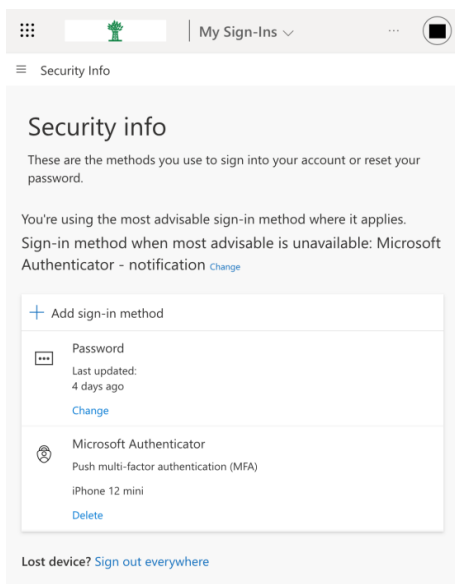 My Sign-Ins
...
Security Info
Security info
These are the methods you use to sign into your account or reset your
password.
You're using the most advisable sign-in method where it applies.
Sign-in method when most advisable is unavailable: Microsoft
Authenticator - notification Change
+ Add sign-in method
Password
Last updated:
4 days ago
Change
Microsoft Authenticator
Push multi-factor authentication (MFA)
iPhone 12 mini
Delete
Lost device? Sign out everywhere